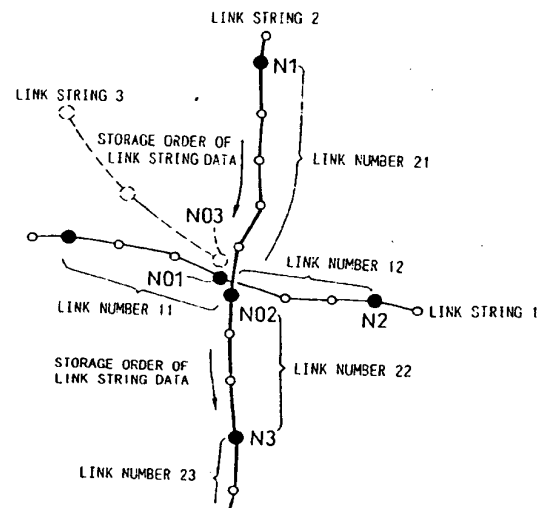 LINK STRING 2
N1
LINK STRING 3
STORAGE ORDER OF
LINK STRING DATA
LINK NUMBER 21
N03
LINK NUMBER 12
N01
LINK NUMBER 11
N02
N2
LINK STRING 1
STORAGE ORDER OF
LINK STRING DATA
LINK NUMBER 22
N3
LINK NUMBER 23